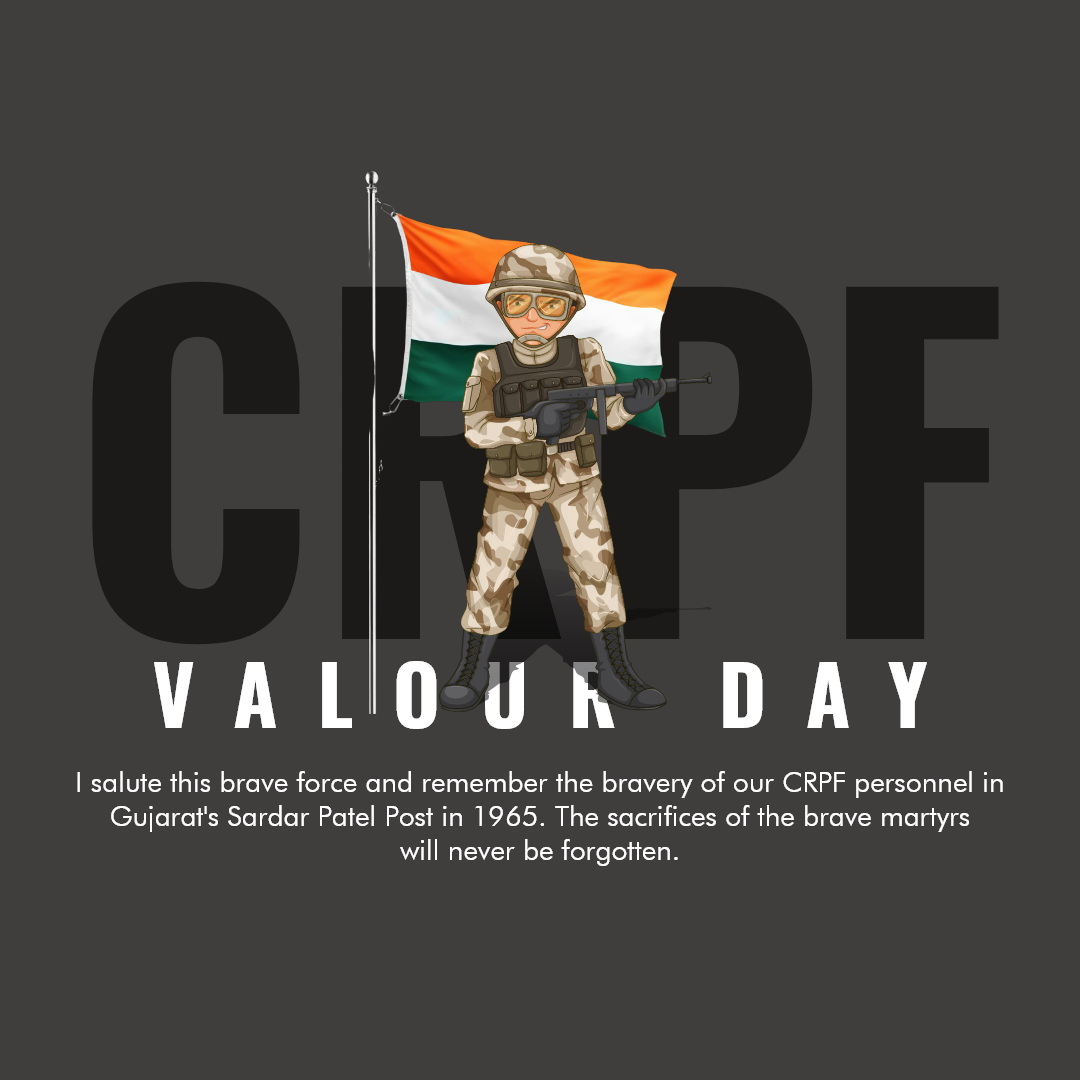 CRPF
VALOUR DAY
I salute this brave force and remember the bravery of our CRPF personnel in
Gujarat's Sardar Patel Post in 1965. The sacrifices of the brave martyrs
will never be forgotten.